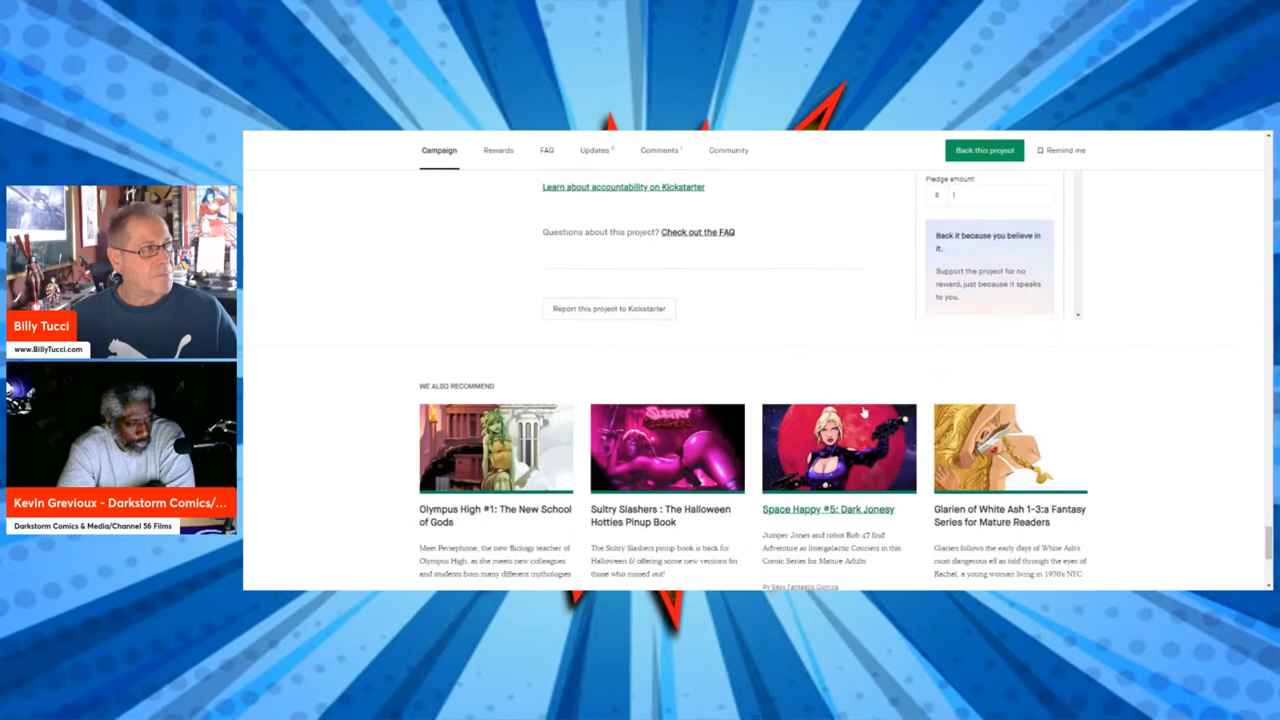 Campaign
Rewards
FAQ
Updates 6
Comments 1
Community
Back this project
Remind me
Learn about accountability on Kickstarter
Questions about this project? Check out the FAQ
Report this project to Kickstarter
Pledge amount
1
Back it because you believe in
it.
Support the project for no
reward, just because it speaks
to you.
Billy Tucci
www.BillyTucci.com
Kevin Grevioux - Darkstorm Comics/...
Darkstorm Comics & Media/Channel 56 Films
WE ALSO RECOMMEND
SULTRY
SLASHERS
Olympus High #1: The New School
of Gods
Meet Persephone, the new Biology teacher of
Olympus High, as she meets new colleagues
and students from many different mythologies
Sultry Slashers : The Halloween
Hotties Pinup Book
The Sultry Slashers pinup book is back for
Halloween & offering some new versions for
those who missed out!
Space Happy #5: Dark Jonesy
Jumper Jones and robot Bob 47 find
Adventure as Intergalactic Couriers in this
Comic Series for Mature Adults
By Sexy Fantastic Comics
Glarien of White Ash 1-3:a Fantasy
Series for Mature Readers
Glarien follows the early days of White Ash's
most dangerous elf as told through the eyes of
Rachel, a young woman living in 1970's NYC